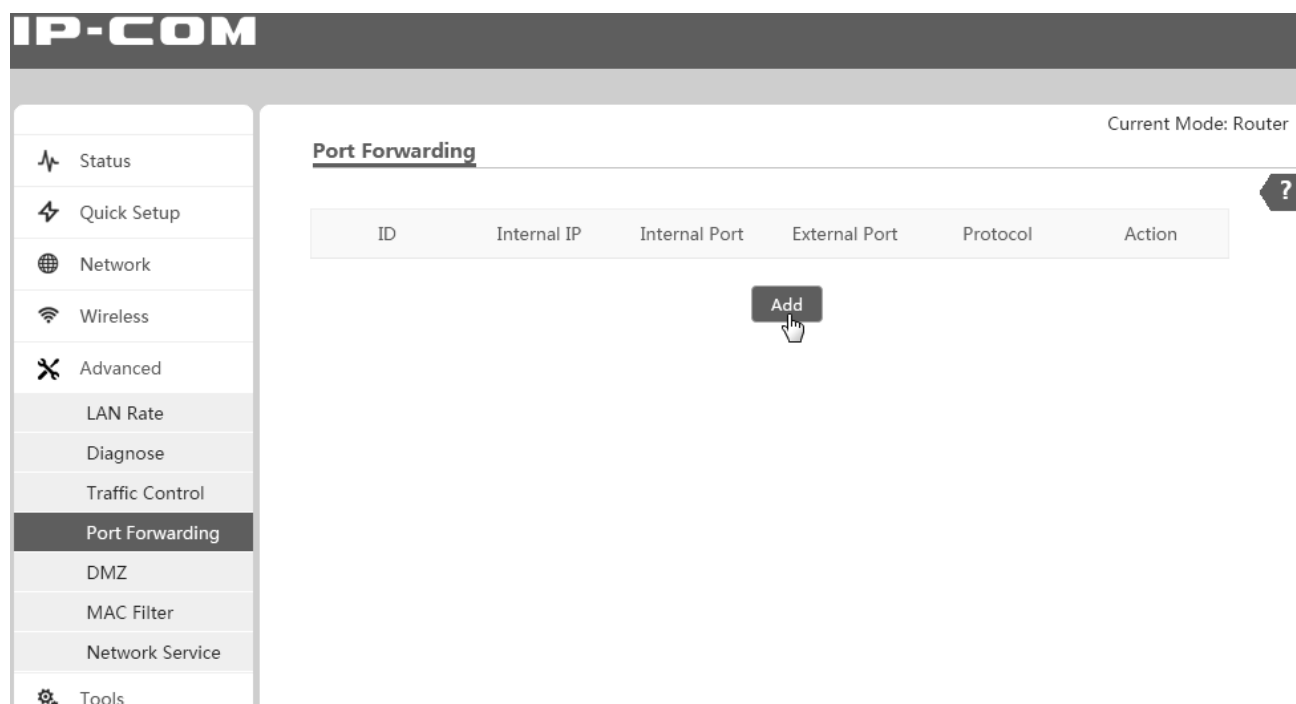 IP-COM
Current Mode: Router
Port Forwarding
?
Status
Quick Setup
Network
Wireless
Advanced
LAN Rate
Diagnose
Traffic Control
Port Forwarding
DMZ
MAC Filter
Network Service
Tools
ID Internal IP Internal Port External Port Protocol Action
Add